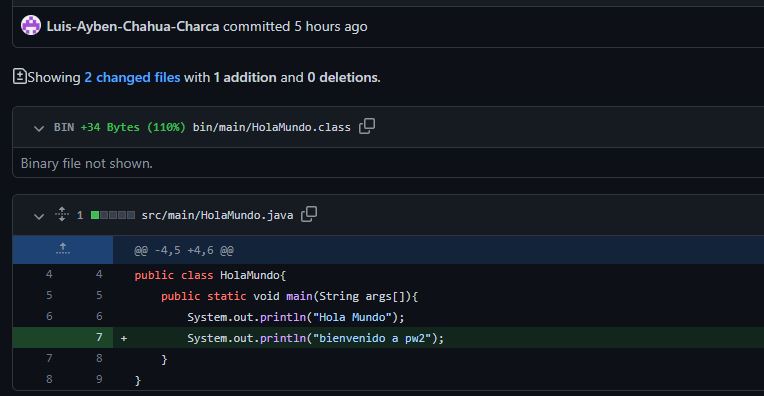 Luis-Ayben-Chahua-Charca committed 5 hours ago
Showing 2 changed files with 1 addition and 0 deletions.
BIN +34 Bytes (110%) bin/main/HolaMundo.class
Binary file not shown.
1 src/main/HolaMundo.java
@@ -4,5 +4,6 @@
4 4 public class HolaMundo{
5 5 public static void main(String args[]){
6 6 System.out.println("Hola Mundo");
7 + System.out.println("bienvenido a pw2");
7 8 }
8 9 }